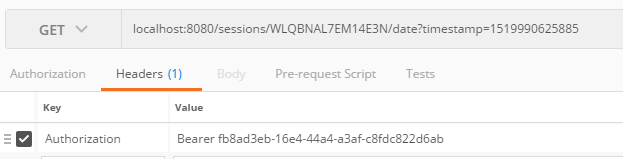 GET localhost:8080/sessions/WLQBNAL7EM14E3N/date?timestamp=1519990625885
Authorization Headers (1) Body Pre-request Script Tests
Key Value
Authorization Bearer fb8ad3eb-16e4-44a4-a3af-c8fdc822d6ab